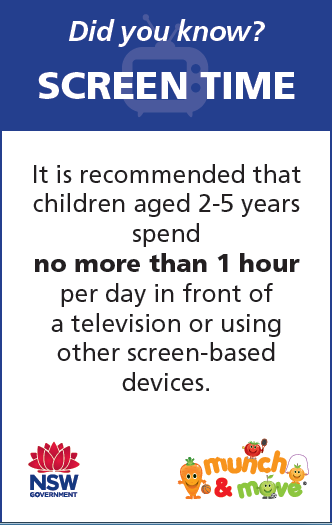 Did you know?
SCREEN TIME
It is recommended that
children aged 2-5 years
spend
no more than 1 hour
per day in front of
a television or using
other screen-based
devices.
NSW
GOVERNMENT
munch
& move